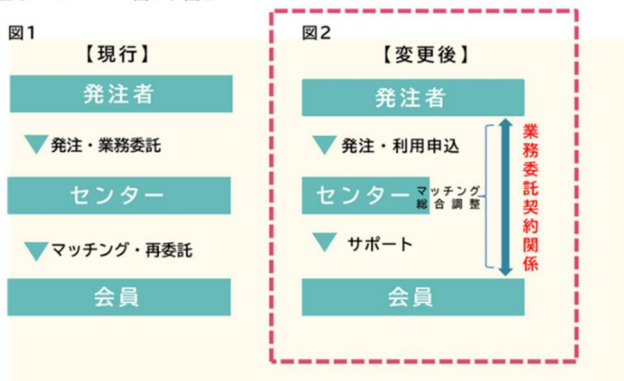 図1
【現行】
発注者
発注・業務委託
センター
マッチング・再委託
会員
図2
【変更後】
発注者
発注・利用申込
センター
マッチング
総合調整
サポート
会員
業務委託契約関係